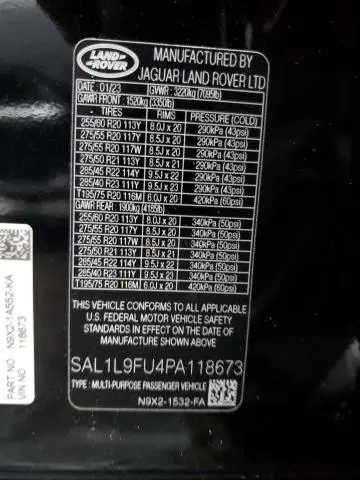 LAND ROVER
MANUFACTURED BY
JAGUAR LAND ROVER LTD
DATE: 01/23 GVWR: 3220kg (7095lb)
GAWR FRONT: 1520kg (3350lb)
TIRES RIMS PRESSURE (COLD)
255/60 R20 113Y 8.0J x 20 290kPa (43psi)
275/55 R20 117Y 8.5J x 20 290kPa (43psi)
275/55 R20 117W 8.5J x 20 290kPa (43psi)
275/50 R21 113Y 8.5J x 21 290kPa (43psi)
285/45 R22 114Y 9.5J x 22 290kPa (43psi)
285/40 R23 111Y 9.5J x 23 290kPa (43psi)
T195/75 R20 116M 6.0J x 20 420kPa (60psi)
GAWR REAR: 1900kg (4185lb)
255/60 R20 113Y 8.0J x 20 340kPa (50psi)
275/55 R20 117Y 8.5J x 20 340kPa (50psi)
275/55 R20 117W 8.5J x 20 340kPa (50psi)
275/50 R21 113Y 8.5J x 21 340kPa (50psi)
285/45 R22 114Y 9.5J x 22 340kPa (50psi)
285/40 R23 111Y 9.5J x 23 340kPa (50psi)
T195/75 R20 116M 6.0J x 20 420kPa (60psi)
THIS VEHICLE CONFORMS TO ALL APPLICABLE
U.S. FEDERAL MOTOR VEHICLE SAFETY
STANDARDS IN EFFECT ON THE DATE OF
MANUFACTURE SHOWN ABOVE.
SAL1L9FU4PA118673
TYPE: MULTI-PURPOSE PASSENGER VEHICLE
N9X2-1532-FA
PART NO N9X2-1A552-KA
VIN NO 118673